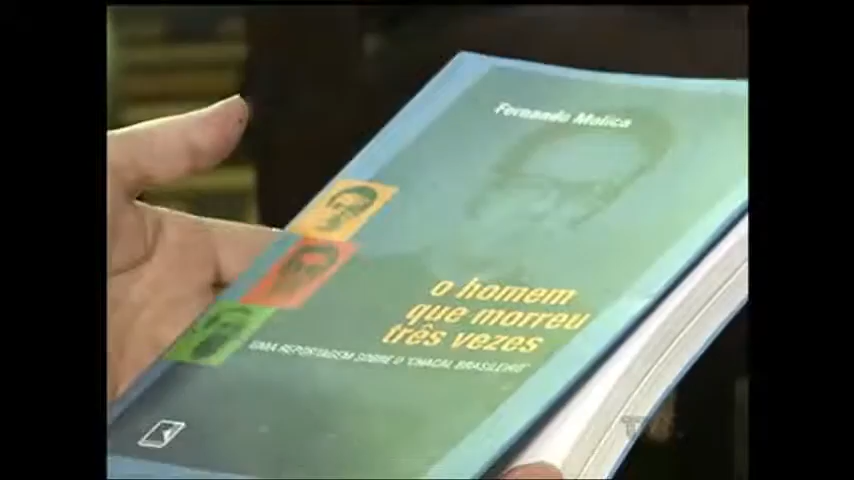 Fernando Molica
o homem
que morreu
três vezes
UMA REPORTAGEM SOBRE O 'CHACAL BRASILEIRO'